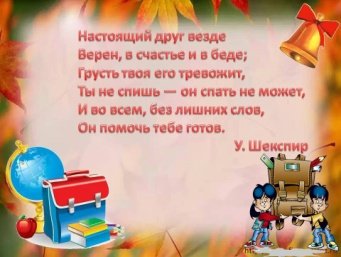 Настоящий друг везде
Верен, в счастье и в беде;
Грусть твоя его тревожит,
Ты не спишь — он спать не может,
И во всем, без лишних слов,
Он помочь тебе готов.
У. Шекспир